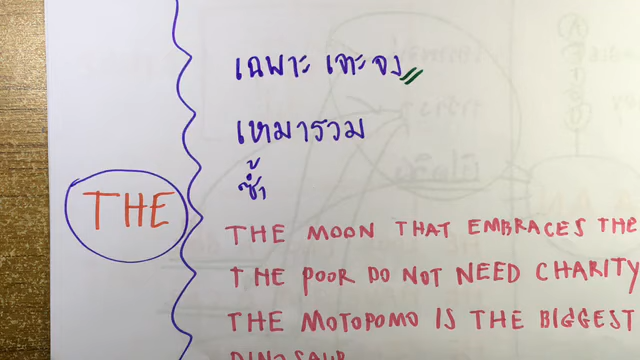 เฉพาะ เจาะจง
เหมารวม
ซ้ำ
THE
THE MOON THAT EMBRACES THE
THE POOR DO NOT NEED CHARITY
THE MOTOPOMO IS THE BIGGEST
DINOSAUR